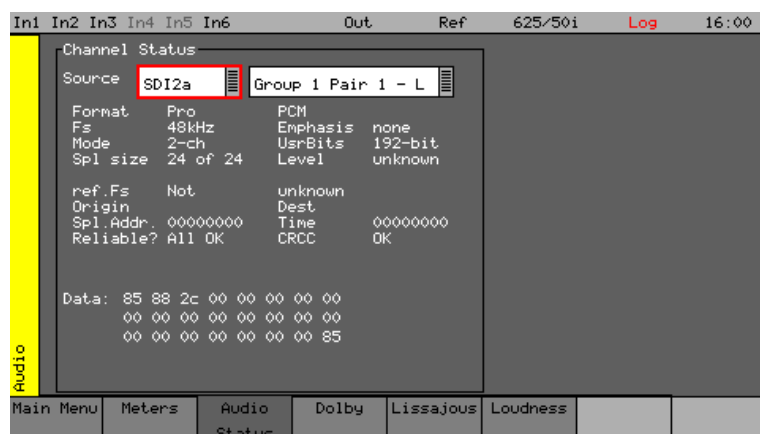 In1 In2 In3 In4 In5 In6 Out Ref 625/50i Log 16:00
Channel Status
Source SDI2a Group 1 Pair 1 - L
Format Pro PCM
Fs 48kHz Emphasis none
Mode 2-ch UsrBits 192-bit
Spl size 24 of 24 Level unknown
ref.Fs Not unknown
Origin Dest
Spl.Addr. 00000000 Time 00000000
Reliable? All OK CRCC OK
Data: 85 88 2c 00 00 00 00 00
00 00 00 00 00 00 00 00
00 00 00 00 00 00 00 85
Audio
Main Menu Meters Audio Status Dolby Lissajous Loudness